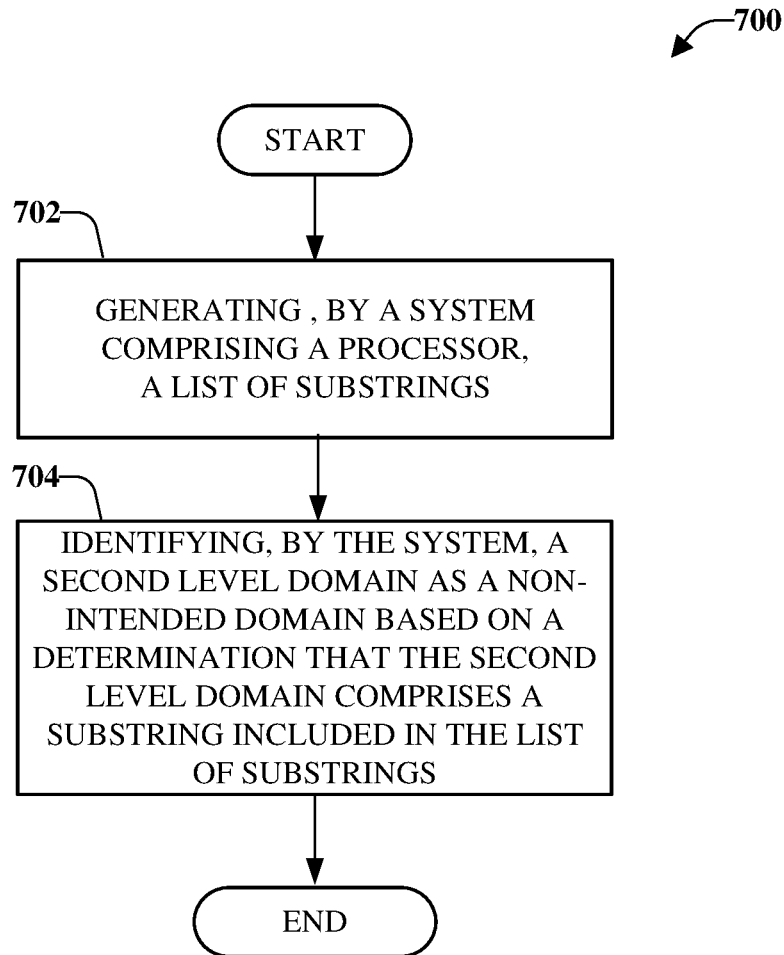 700
START
702
GENERATING , BY A SYSTEM
COMPRISING A PROCESSOR,
A LIST OF SUBSTRINGS
704
IDENTIFYING, BY THE SYSTEM, A
SECOND LEVEL DOMAIN AS A NON-
INTENDED DOMAIN BASED ON A
DETERMINATION THAT THE SECOND
LEVEL DOMAIN COMPRISES A
SUBSTRING INCLUDED IN THE LIST
OF SUBSTRINGS
END